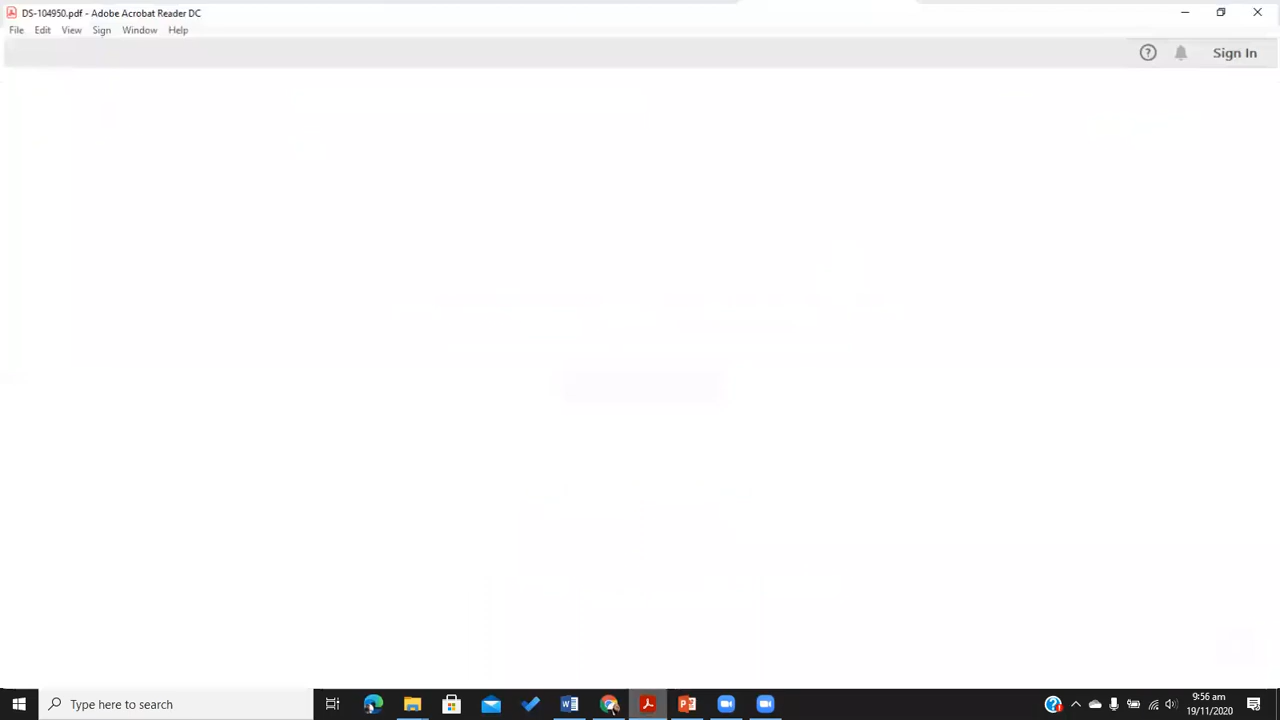 DS-104950.pdf - Adobe Acrobat Reader DC
File Edit View Sign Window Help
Sign In
Type here to search
9:56 am
19/11/2020